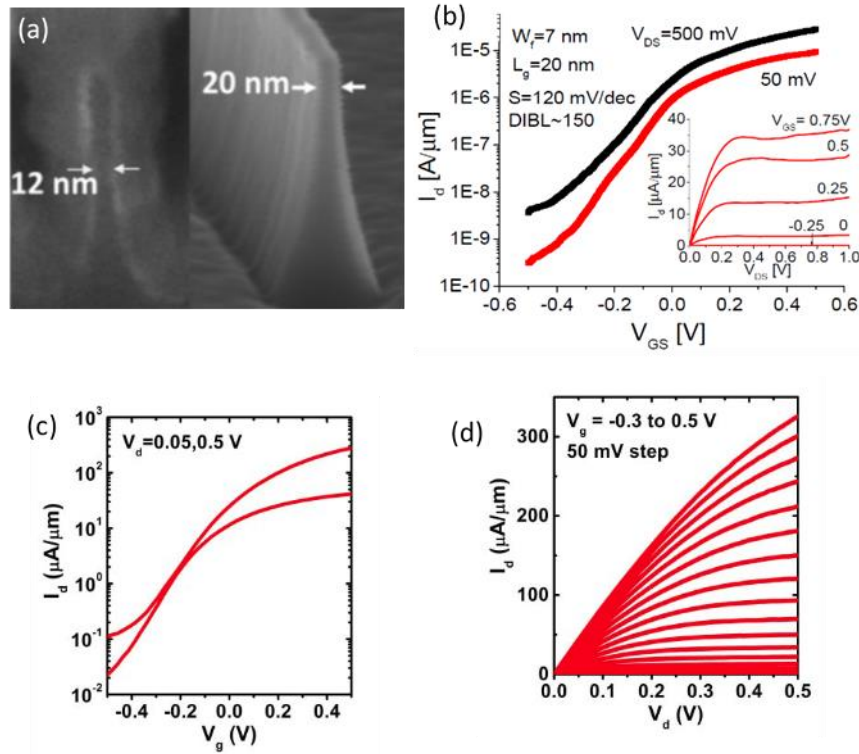 (a)
20 nm
12 nm
(b)
W_f=7 nm
V_DS=500 mV
L_g=20 nm
50 mV
S=120 mV/dec
DIBL~150
I_d [A/μm]
1E-5
1E-6
1E-7
1E-8
1E-9
1E-10
-0.6 -0.4 -0.2 0.0 0.2 0.4 0.6
V_GS [V]
I_d [μA/μm]
40
30
20
10
0
V_GS = 0.75V
0.5
0.25
-0.25 0
0.0 0.2 0.4 0.6 0.8 1.0
V_DS [V]
(c)
V_d=0.05,0.5 V
I_d (μA/μm)
10^3
10^2
10^1
10^0
10^-1
10^-2
-0.4 -0.2 0.0 0.2 0.4
V_g (V)
(d)
V_g = -0.3 to 0.5 V
50 mV step
I_d (μA/μm)
300
250
200
150
100
50
0
0.0 0.1 0.2 0.3 0.4 0.5
V_d (V)